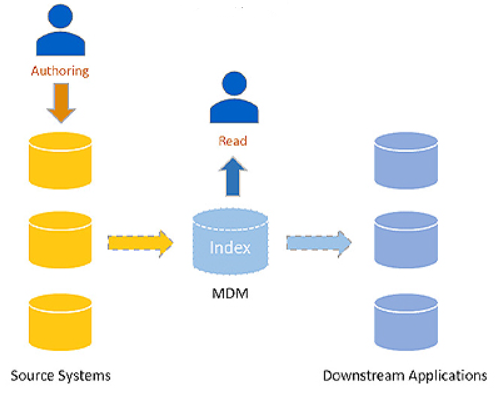 Authoring
Read
Index
MDM
Source Systems
Downstream Applications